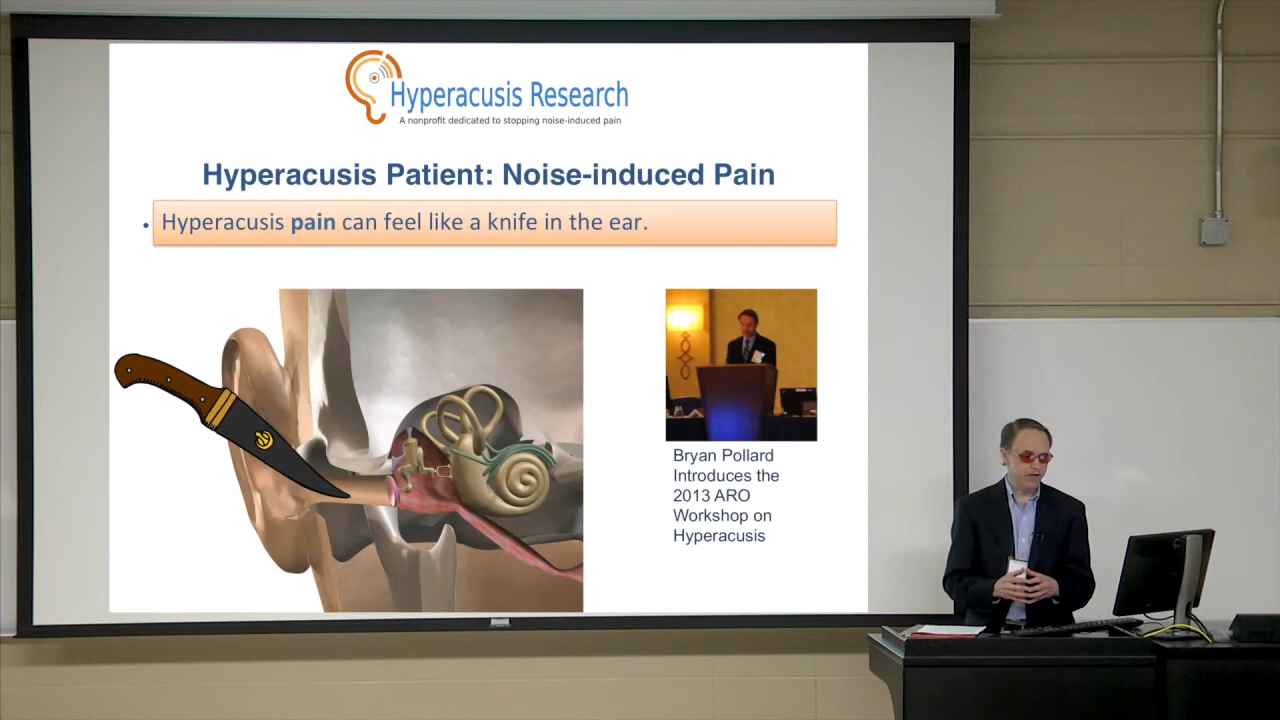 Hyperacusis Research
A nonprofit dedicated to stopping noise-induced pain
Hyperacusis Patient: Noise-induced Pain
• Hyperacusis pain can feel like a knife in the ear.
Bryan Pollard
Introduces the
2013 ARO
Workshop on
Hyperacusis